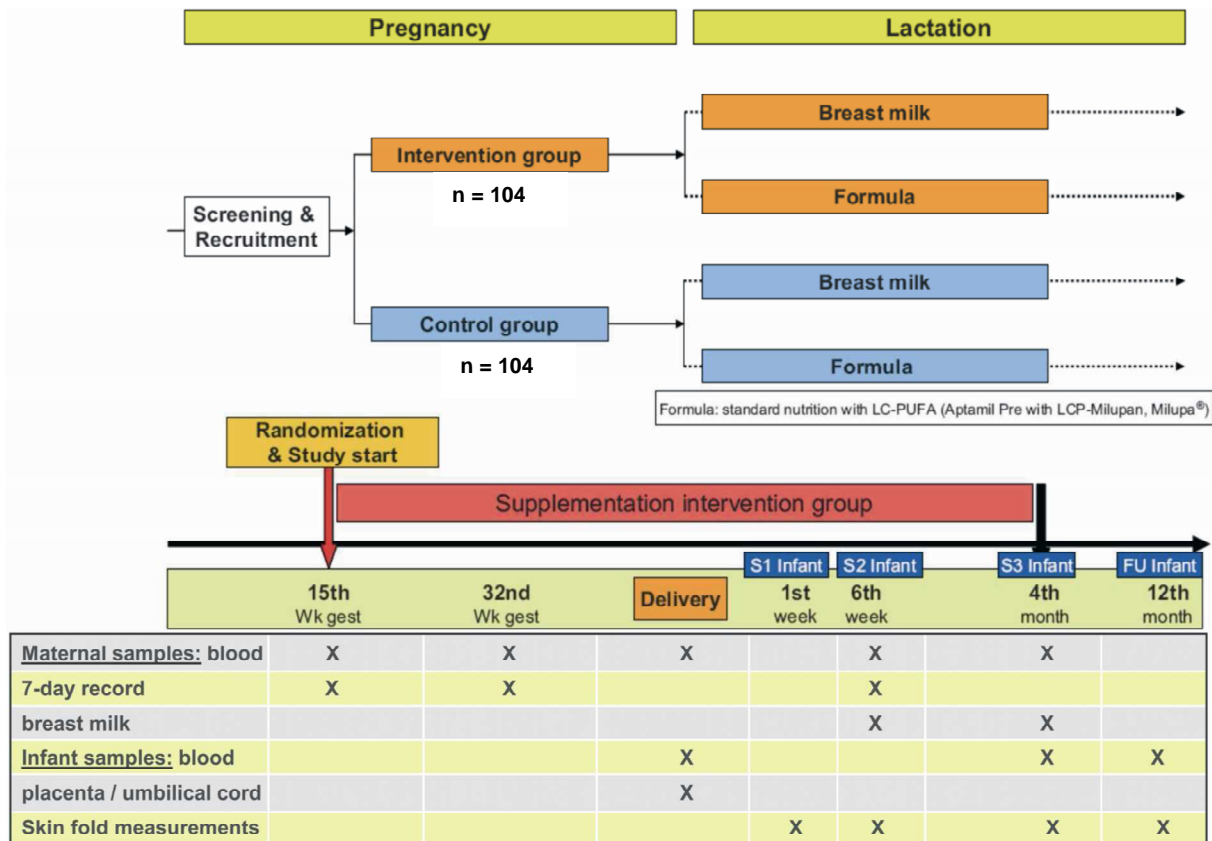 Pregnancy
Lactation
Breast milk
Intervention group
n = 104
Formula
Screening &
Recruitment
Breast milk
Control group
n = 104
Formula
Formula: standard nutrition with LC-PUFA (Aptamil Pre with LCP-Milupan, Milupa®)
Randomization
& Study start
Supplementation intervention group
S1 Infant S2 Infant S3 Infant FU Infant
15th 32nd Delivery 1st 6th 4th 12th
Wk gest Wk gest week week month month
Maternal samples: blood X X X X X
7-day record X X X
breast milk X X
Infant samples: blood X X X
placenta / umbilical cord X
Skin fold measurements X X X X